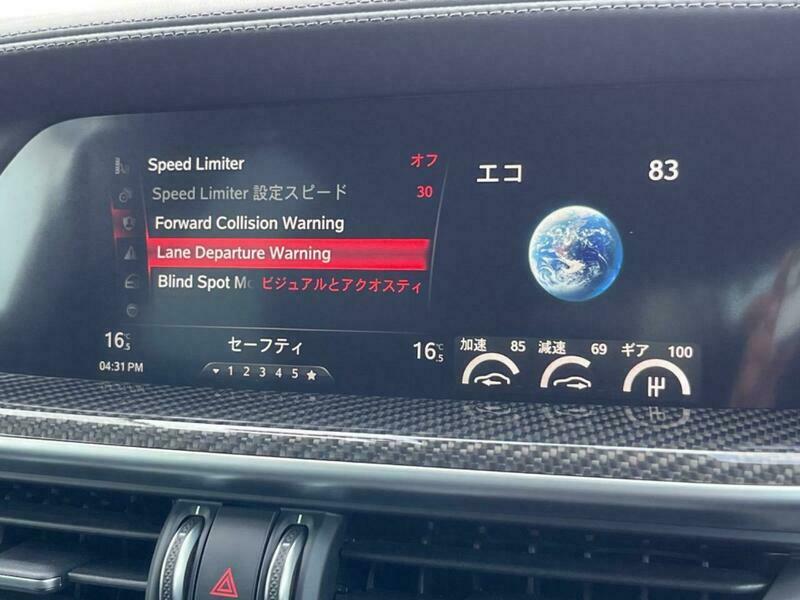 Speed Limiter オフ
Speed Limiter 設定スピード 30
Forward Collision Warning
Lane Departure Warning
Blind Spot Mo ビジュアルとアクオスティ
16.5℃ セーフティ 16.5℃
04:31 PM
1 2 3 4 5
エコ 83
加速 85 減速 69 ギア 100